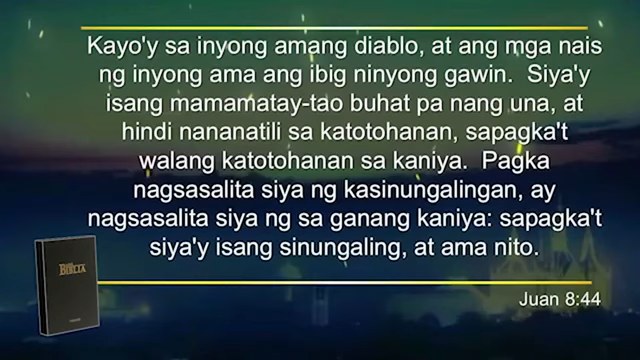 Kayo'y sa inyong amang diablo, at ang mga nais
ng inyong ama ang ibig ninyong gawin.  Siya'y
isang mamamatay-tao buhat pa nang una, at
hindi nananatili sa katotohanan, sapagka't
walang katotohanan sa kaniya.  Pagka
nagsasalita siya ng kasinungalingan, ay
nagsasalita siya ng sa ganang kaniya: sapagka't
siya'y isang sinungaling, at ama nito.
BIBLIA
Juan 8:44